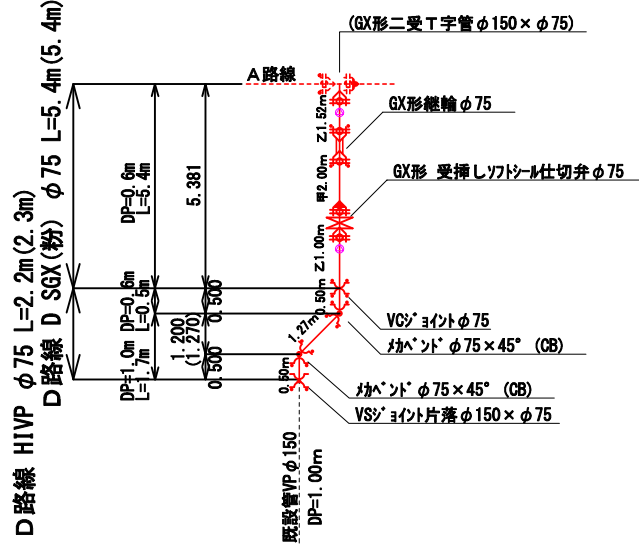 (GX形二受T字管φ150×φ75)
A路線
GX形継輪φ75
GX形 受挿しソフトシール仕切弁φ75
VCジョイントφ75
メカベンドφ75×45° (CB)
メカベンドφ75×45° (CB)
VSジョイント片落φ150×φ75
D路線 HIVP φ75 L=2.2m(2.3m)
D路線 D SGX(粉) φ75 L=5.4m(5.4m)
DP=0.6m
L=5.4m
DP=0.6m
L=0.5m
DP=1.0m
L=1.7m
5.381
0.500
1.200
(1.270)
0.500
乙1.52m
甲2.00m
乙1.00m
0.50m
1.27m
0.50m
既設管VPφ150
DP=1.00m